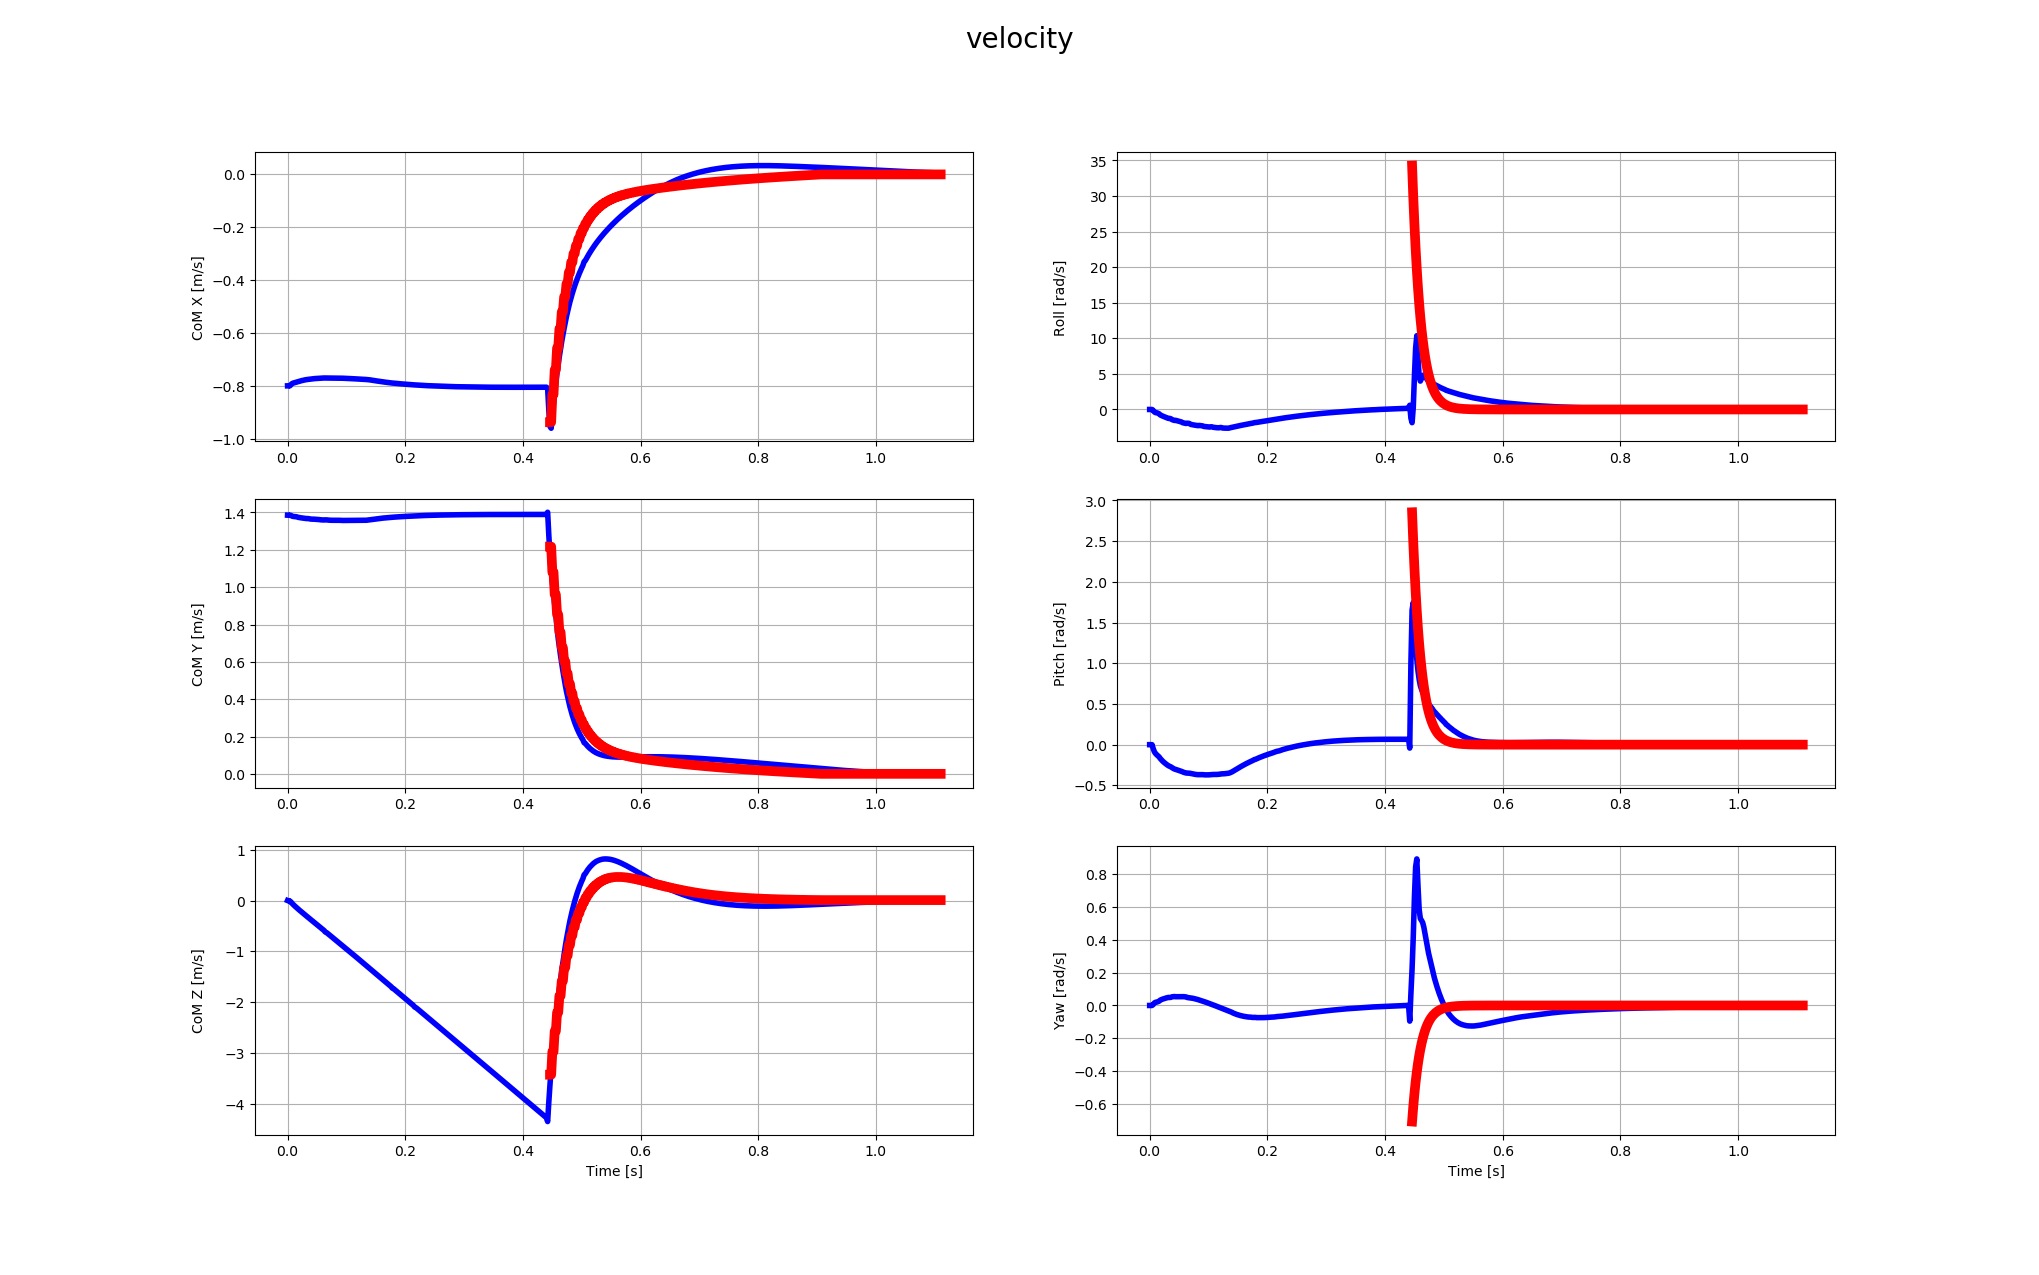 velocity
0.0
−0.2
−0.4
−0.6
−0.8
−1.0
CoM X [m/s]
0.0 0.2 0.4 0.6 0.8 1.0
35
30
25
20
15
10
5
0
Roll [rad/s]
0.0 0.2 0.4 0.6 0.8 1.0
1.4
1.2
1.0
0.8
0.6
0.4
0.2
0.0
CoM Y [m/s]
0.0 0.2 0.4 0.6 0.8 1.0
3.0
2.5
2.0
1.5
1.0
0.5
0.0
−0.5
Pitch [rad/s]
0.0 0.2 0.4 0.6 0.8 1.0
1
0
−1
−2
−3
−4
CoM Z [m/s]
0.0 0.2 0.4 0.6 0.8 1.0
Time [s]
0.8
0.6
0.4
0.2
0.0
−0.2
−0.4
−0.6
Yaw [rad/s]
0.0 0.2 0.4 0.6 0.8 1.0
Time [s]